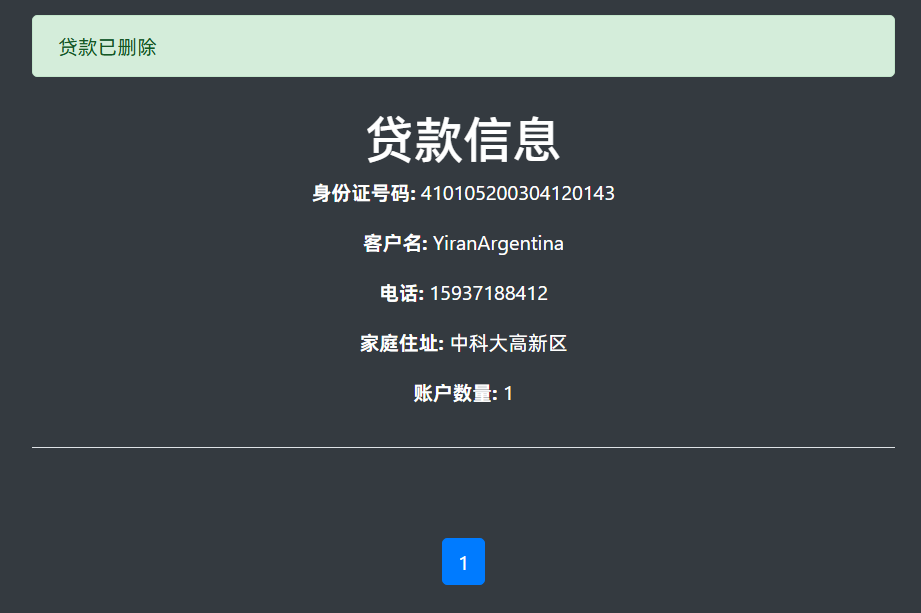 贷款已删除
贷款信息
身份证号码: 410105200304120143
客户名: YiranArgentina
电话: 15937188412
家庭住址: 中科大高新区
账户数量: 1
1